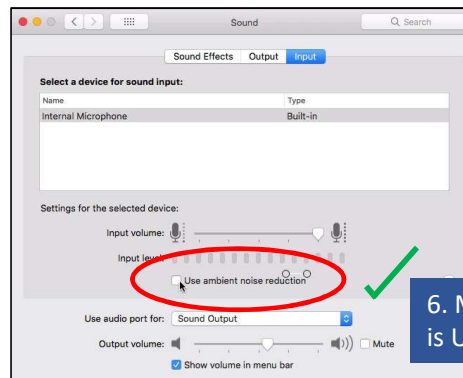 Sound
Search
Sound Effects Output Input
Select a device for sound input:
Name Type
Internal Microphone Built-in
Settings for the selected device:
Input volume:
Input level:
Use ambient noise reduction
Use audio port for: Sound Output
Output volume: Mute
Show volume in menu bar
6.
is